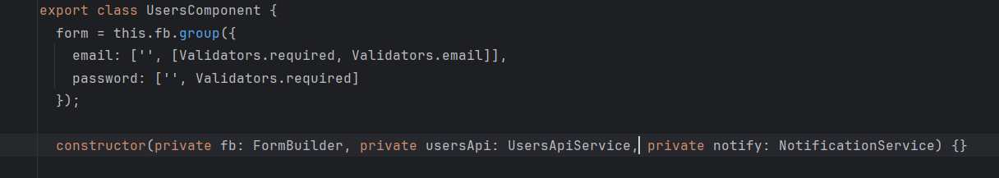 export class UsersComponent {
form = this.fb.group({
email: ['', [Validators.required, Validators.email]],
password: ['', Validators.required]
});
constructor(private fb: FormBuilder, private usersApi: UsersApiService, private notify: NotificationService) {}